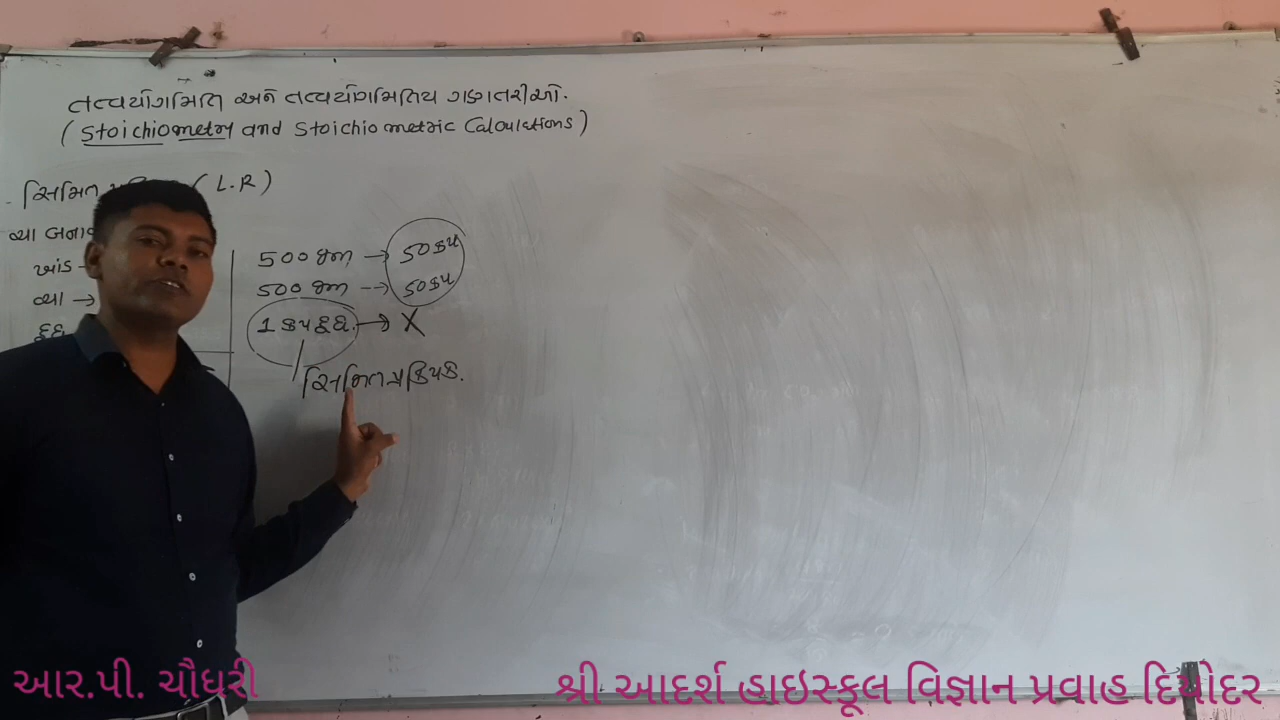 તત્વયોગમિતિ અને તત્વયોગમિતિય ગણતરીઓ.
( Stoichiometry and Stoichiometric Calculations )
સિમિત ( L.R )
ચા બનાવ
ખાંડ - 500 ગ્રામ → 50 કપ
ચા → 500 ગ્રામ --> 50 કપ
દૂધ 1 કપ દૂધ. → X
સિમિત પ્રક્રિયક.
આર.પી. ચૌધરી
શ્રી આદર્શ હાઇસ્કૂલ વિજ્ઞાન પ્રવાહ દિયોદર